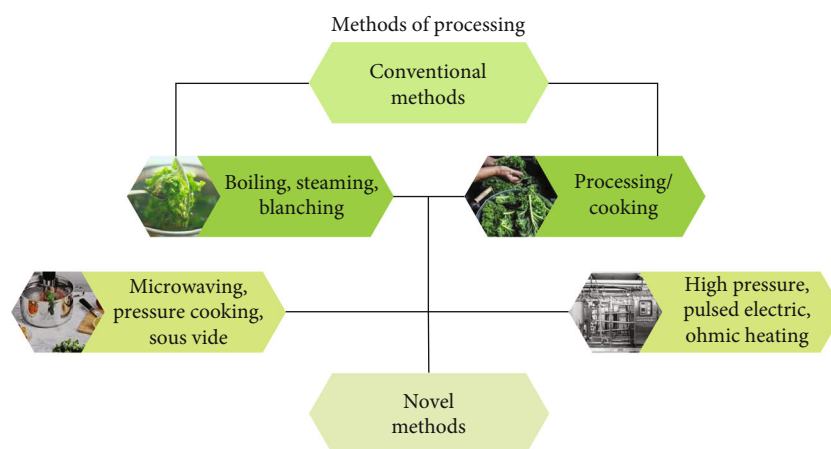 Methods of processing
Conventional
methods
Boiling, steaming,
blanching
Processing/
cooking
Microwaving,
pressure cooking,
sous vide
High pressure,
pulsed electric,
ohmic heating
Novel
methods